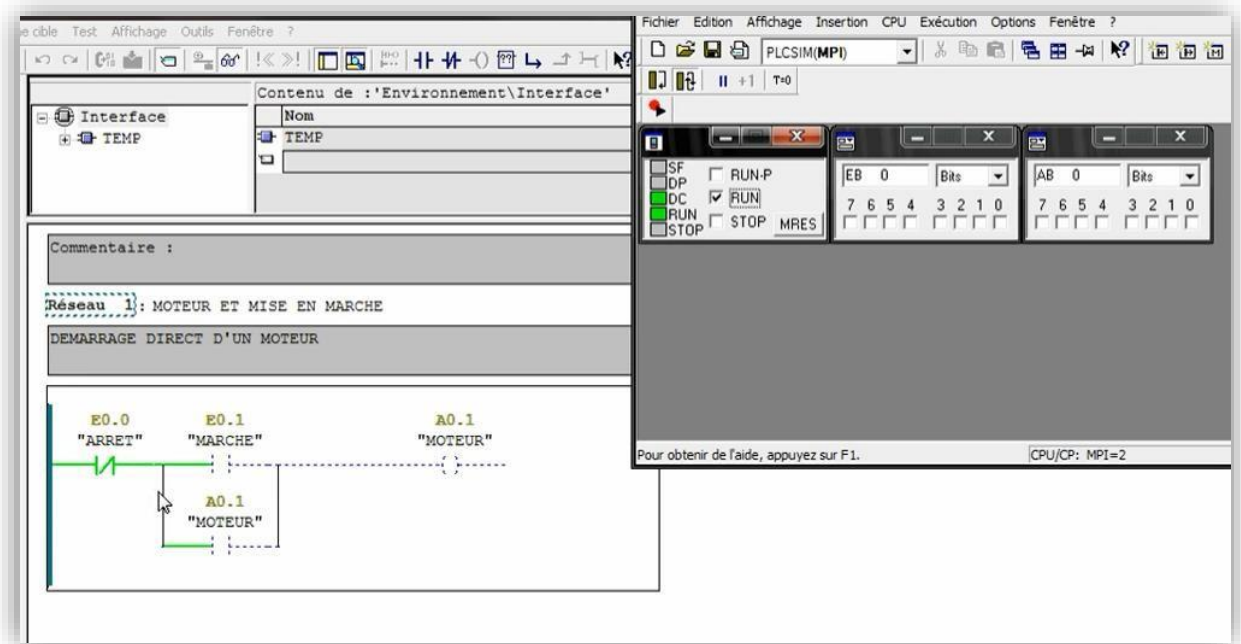 e cible Test Affichage Outils Fenêtre ?
Contenu de :'Environnement\Interface'
Interface
TEMP
Nom
TEMP
Commentaire :
Réseau 1 : MOTEUR ET MISE EN MARCHE
DEMARRAGE DIRECT D'UN MOTEUR
E0.0 E0.1 A0.1
"ARRET" "MARCHE" "MOTEUR"
A0.1
"MOTEUR"
Fichier Edition Affichage Insertion CPU Exécution Options Fenêtre ?
PLCSIM(MPI)
+1 T=0
SF
DP
DC
RUN
STOP
RUN-P
RUN
STOP MRES
EB 0 Bits
7 6 5 4 3 2 1 0
AB 0 Bits
7 6 5 4 3 2 1 0
Pour obtenir de l'aide, appuyez sur F1. CPU/CP: MPI=2